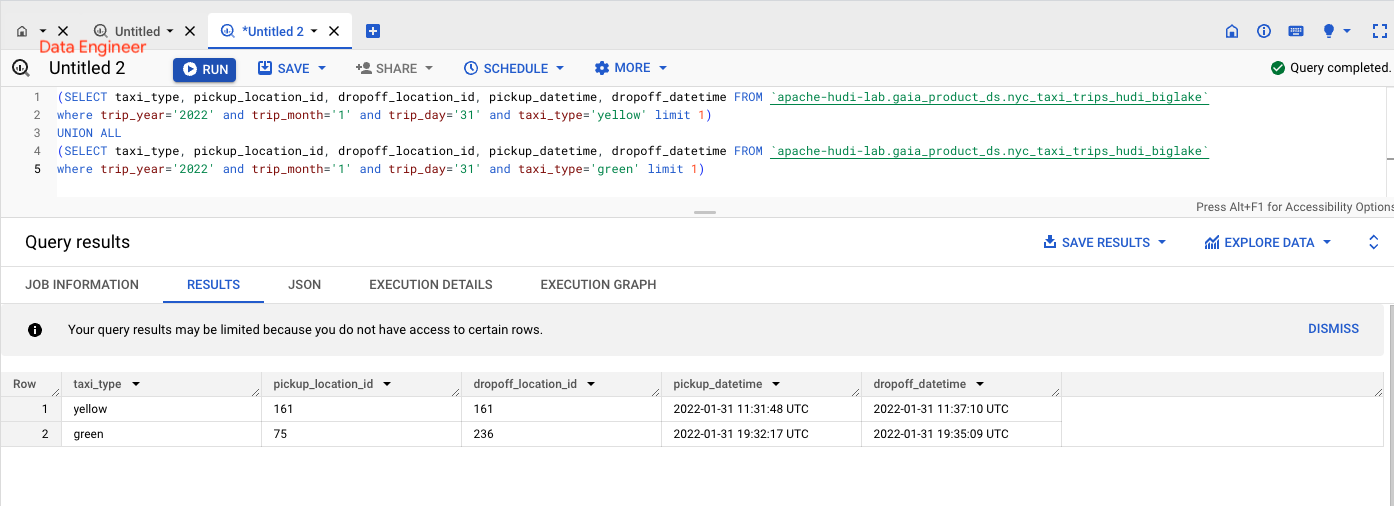 Untitled
*Untitled 2
Data Engineer
Untitled 2
RUN
SAVE
SHARE
SCHEDULE
MORE
Query completed.
1 (SELECT taxi_type, pickup_location_id, dropoff_location_id, pickup_datetime, dropoff_datetime FROM `apache-hudi-lab.gaia_product_ds.nyc_taxi_trips_hudi_biglake`
2 where trip_year='2022' and trip_month='1' and trip_day='31' and taxi_type='yellow' limit 1)
3 UNION ALL
4 (SELECT taxi_type, pickup_location_id, dropoff_location_id, pickup_datetime, dropoff_datetime FROM `apache-hudi-lab.gaia_product_ds.nyc_taxi_trips_hudi_biglake`
5 where trip_year='2022' and trip_month='1' and trip_day='31' and taxi_type='green' limit 1)
Press Alt+F1 for Accessibility Options
Query results
SAVE RESULTS
EXPLORE DATA
JOB INFORMATION
RESULTS
JSON
EXECUTION DETAILS
EXECUTION GRAPH
Your query results may be limited because you do not have access to certain rows.
DISMISS
Row taxi_type pickup_location_id dropoff_location_id pickup_datetime dropoff_datetime
1 yellow 161 161 2022-01-31 11:31:48 UTC 2022-01-31 11:37:10 UTC
2 green 75 236 2022-01-31 19:32:17 UTC 2022-01-31 19:35:09 UTC